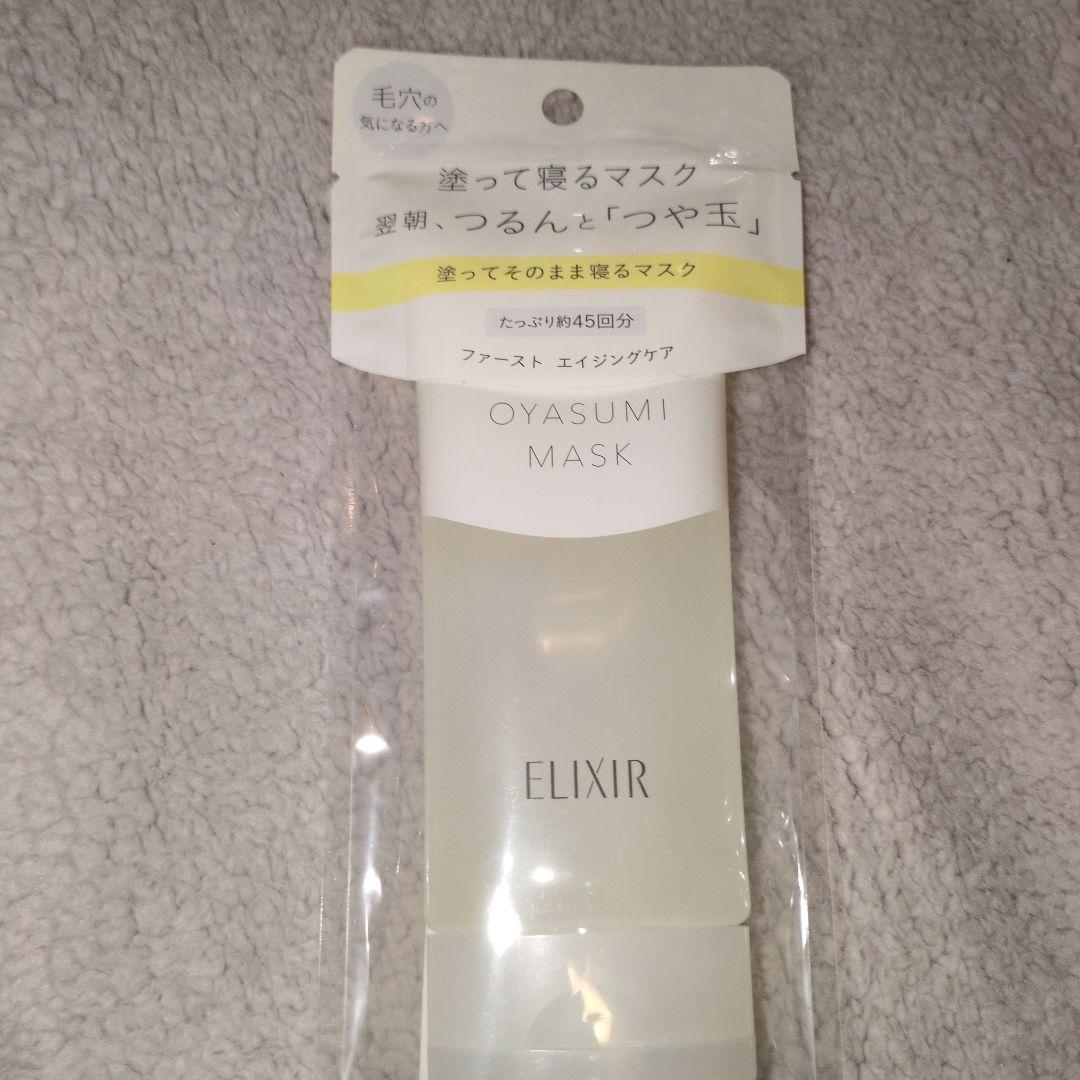 毛穴の
気になる方へ
塗って寝るマスク
翌朝、つるんと「つや玉」
塗ってそのまま寝るマスク
たっぷり約45回分
ファースト エイジングケア
OYASUMI
MASK
ELIXIR